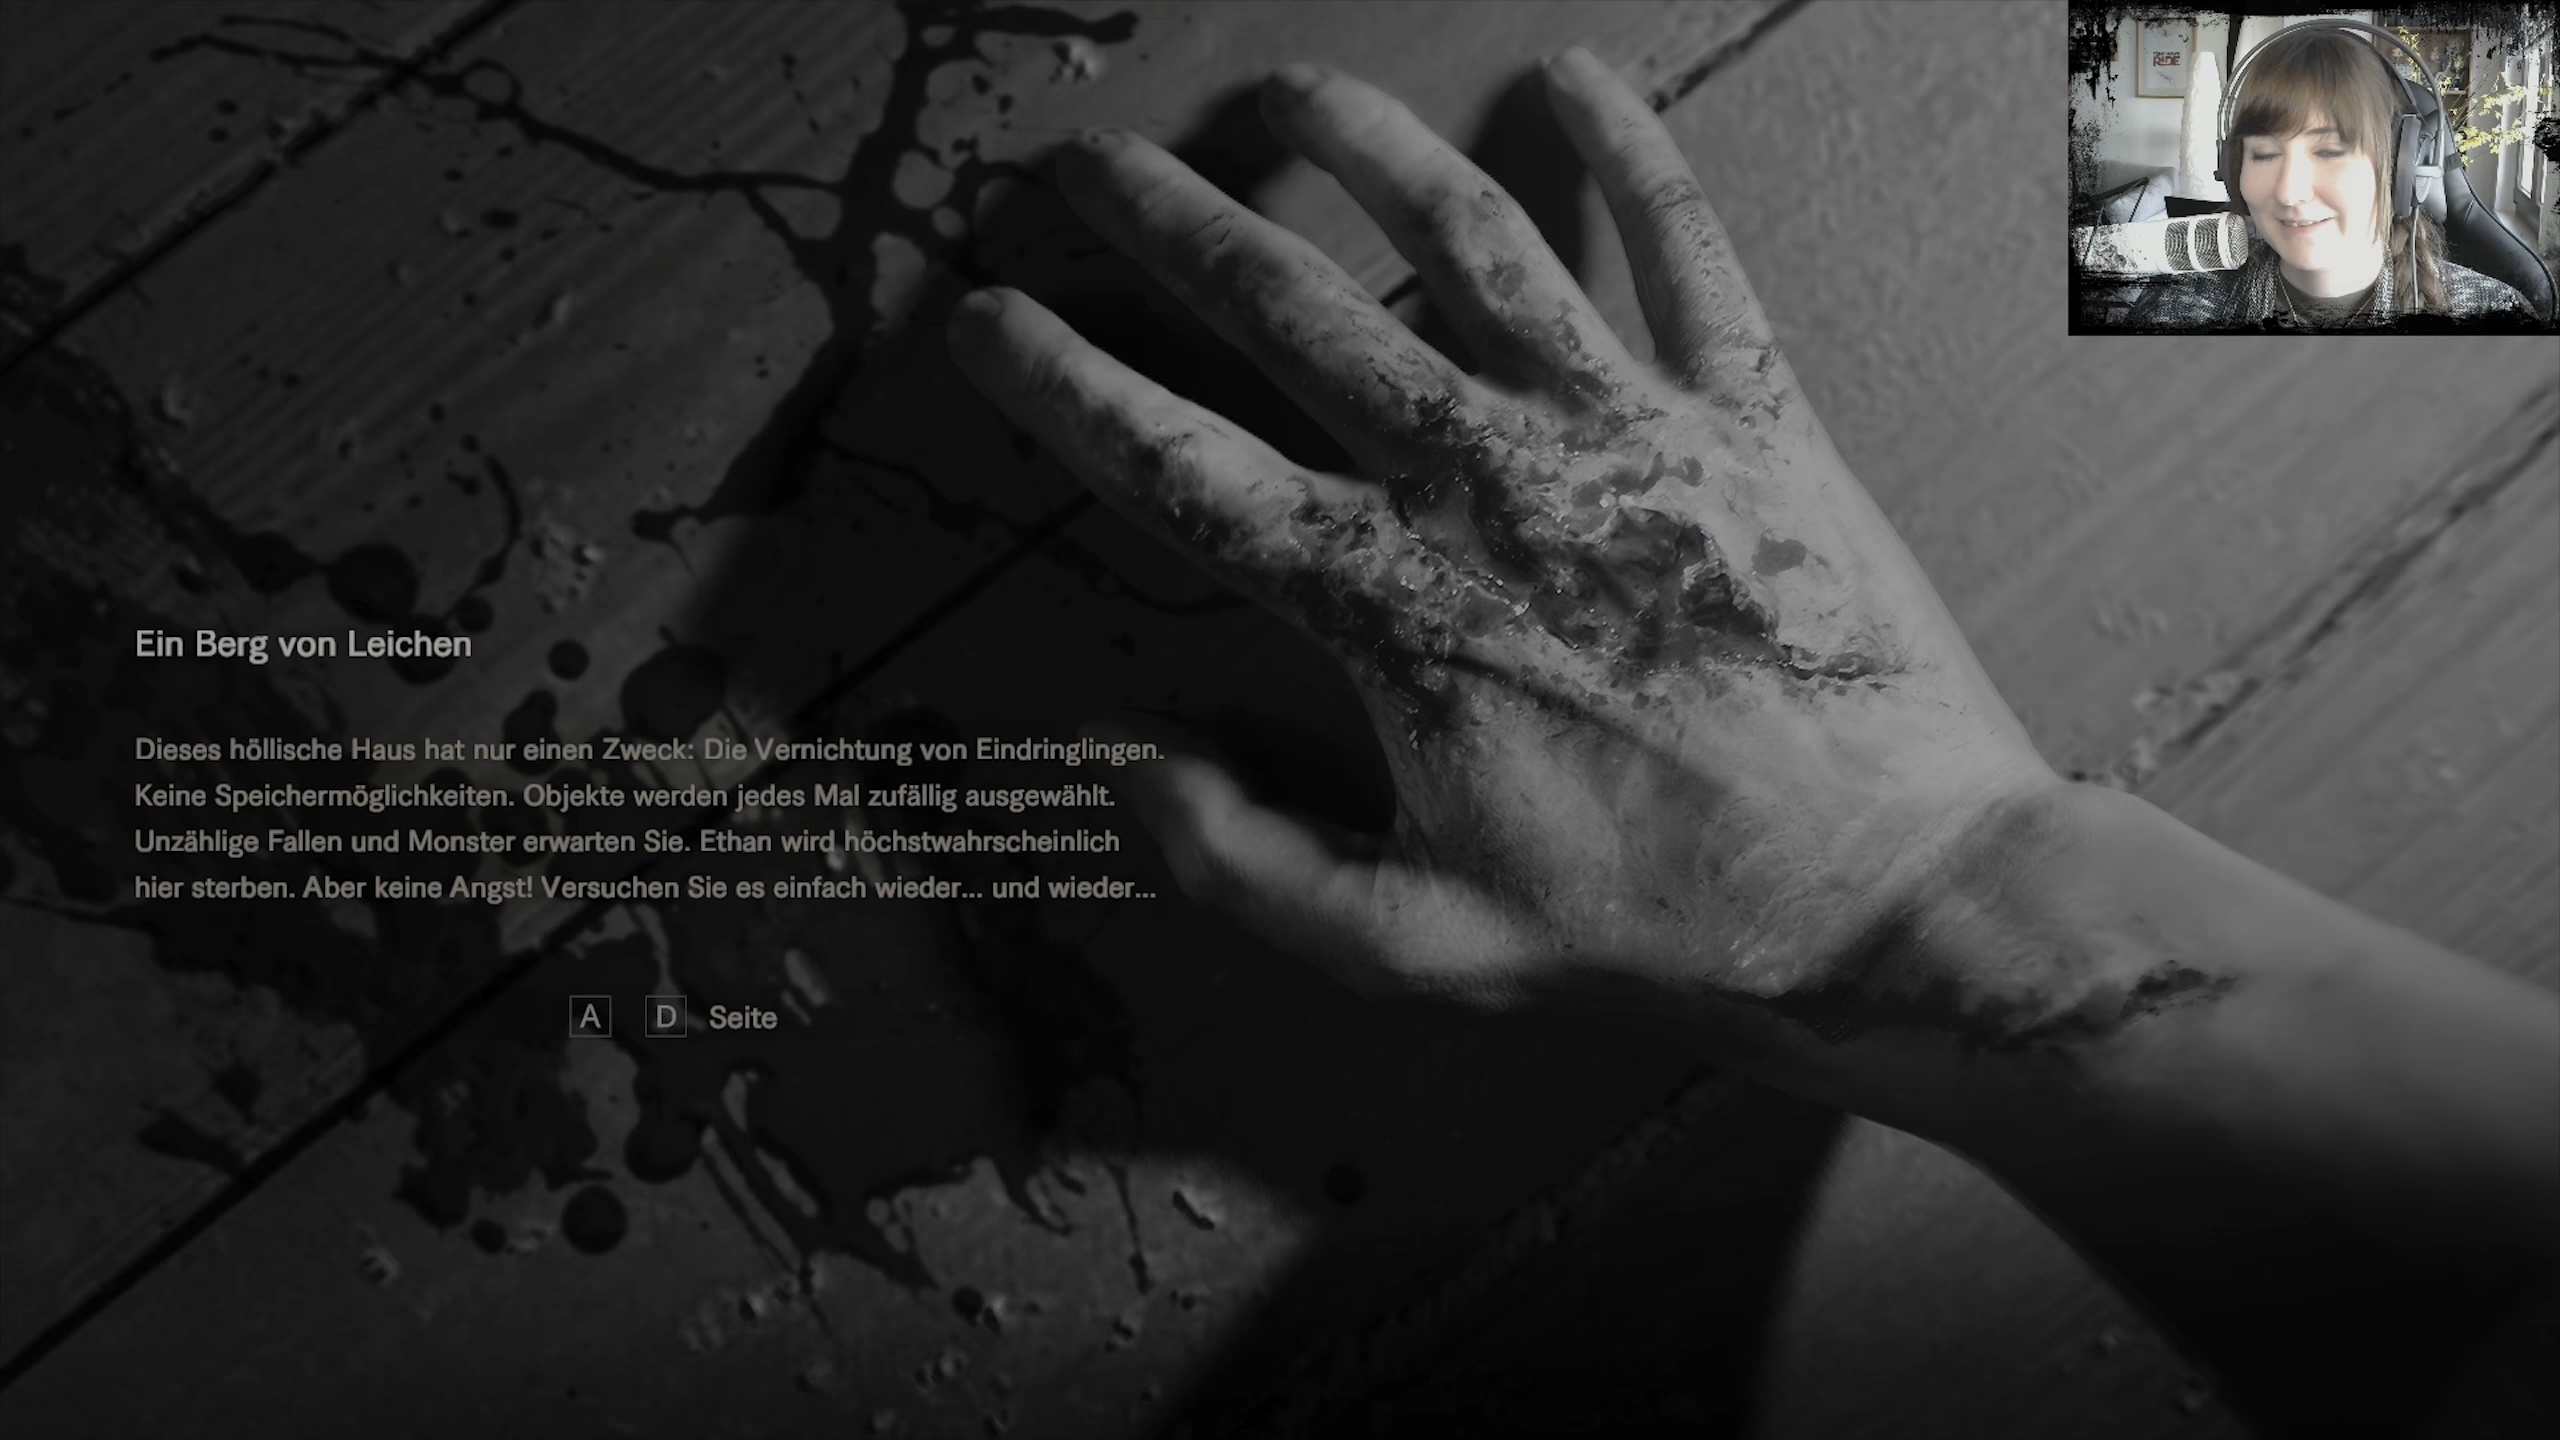 RIDE
Ein Berg von Leichen
Dieses höllische Haus hat nur einen Zweck: Die Vernichtung von Eindringlingen.
Keine Speichermöglichkeiten. Objekte werden jedes Mal zufällig ausgewählt.
Unzählige Fallen und Monster erwarten Sie. Ethan wird höchstwahrscheinlich
hier sterben. Aber keine Angst! Versuchen Sie es einfach wieder... und wieder...
A D Seite